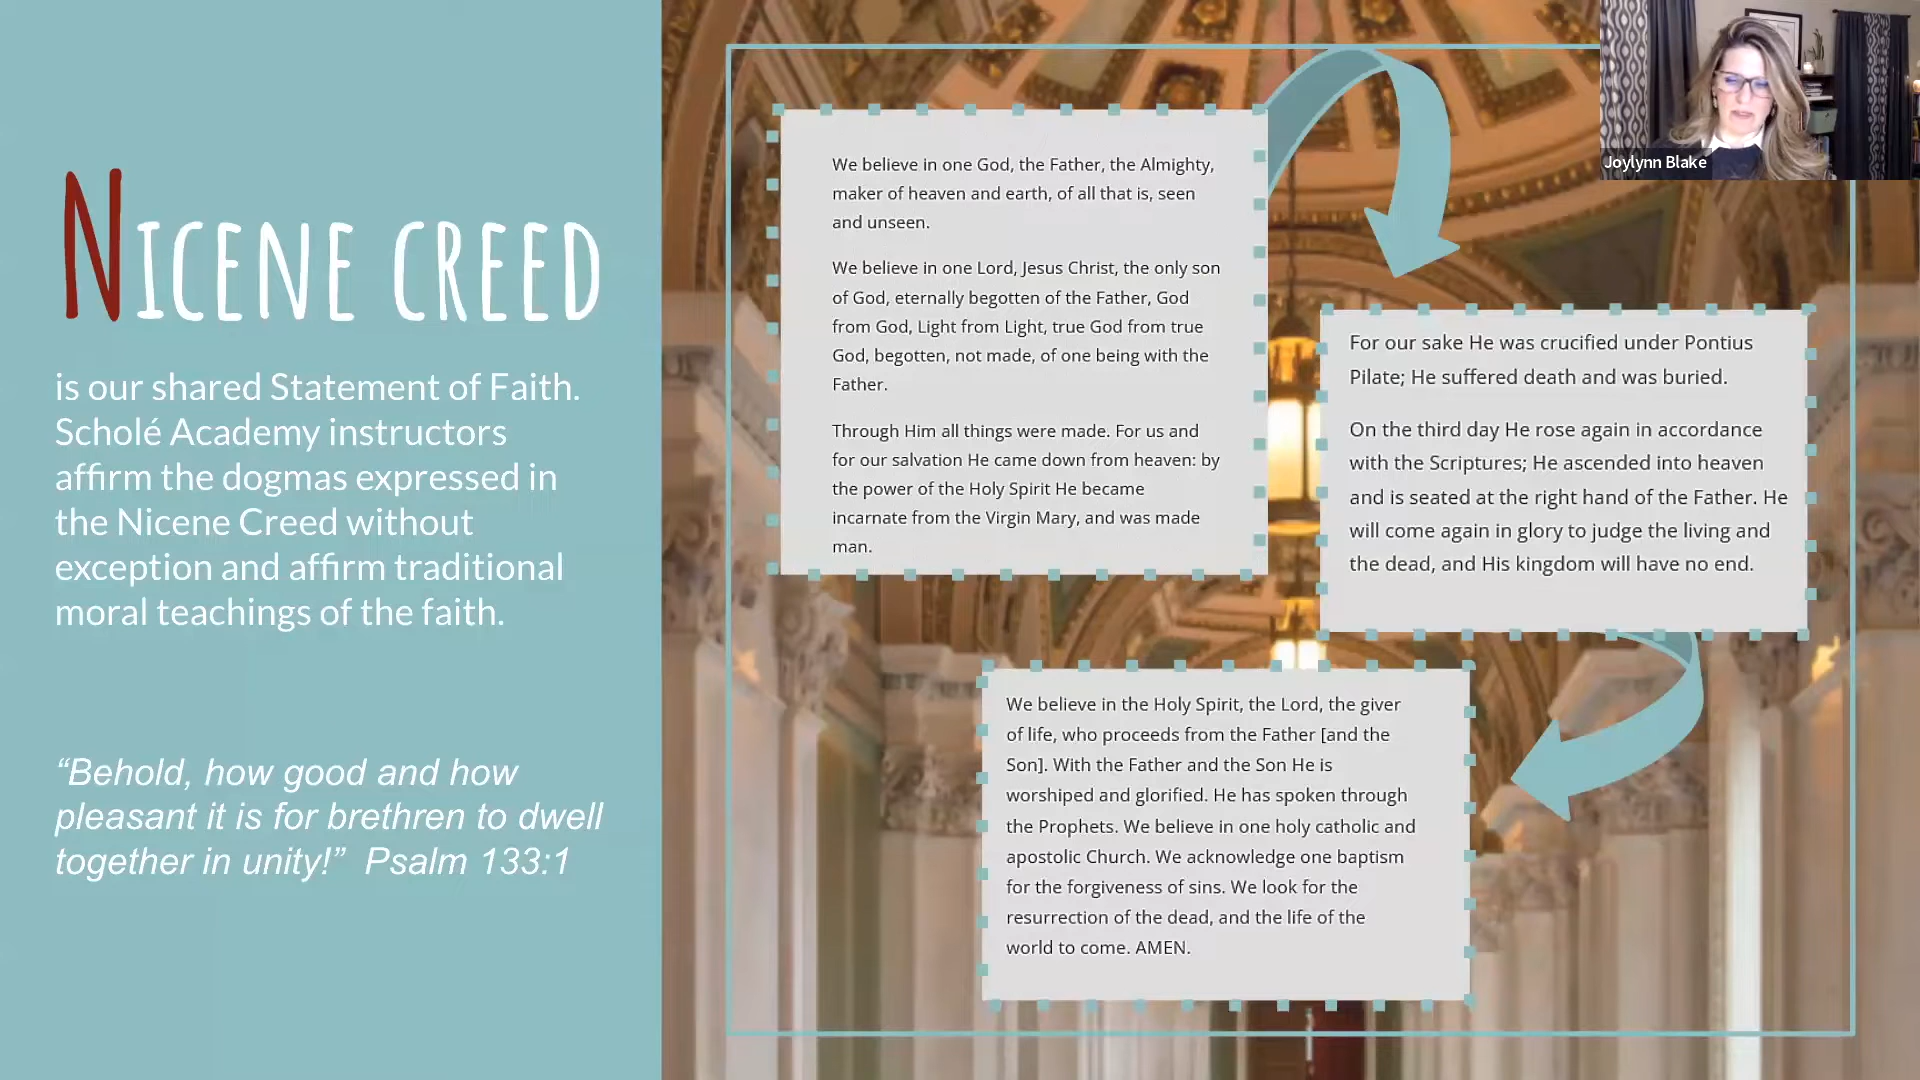 NICENE CREED
is our shared Statement of Faith.
Scholé Academy instructors
affirm the dogmas expressed in
the Nicene Creed without
exception and affirm traditional
moral teachings of the faith.
“Behold, how good and how
pleasant it is for brethren to dwell
together in unity!”  Psalm 133:1
We believe in one God, the Father, the Almighty,
maker of heaven and earth, of all that is, seen
and unseen.
We believe in one Lord, Jesus Christ, the only son
of God, eternally begotten of the Father, God
from God, Light from Light, true God from true
God, begotten, not made, of one being with the
Father.
Through Him all things were made. For us and
for our salvation He came down from heaven: by
the power of the Holy Spirit He became
incarnate from the Virgin Mary, and was made
man.
For our sake He was crucified under Pontius
Pilate; He suffered death and was buried.
On the third day He rose again in accordance
with the Scriptures; He ascended into heaven
and is seated at the right hand of the Father. He
will come again in glory to judge the living and
the dead, and His kingdom will have no end.
We believe in the Holy Spirit, the Lord, the giver
of life, who proceeds from the Father [and the
Son]. With the Father and the Son He is
worshiped and glorified. He has spoken through
the Prophets. We believe in one holy catholic and
apostolic Church. We acknowledge one baptism
for the forgiveness of sins. We look for the
resurrection of the dead, and the life of the
world to come. AMEN.
Joylynn Blake